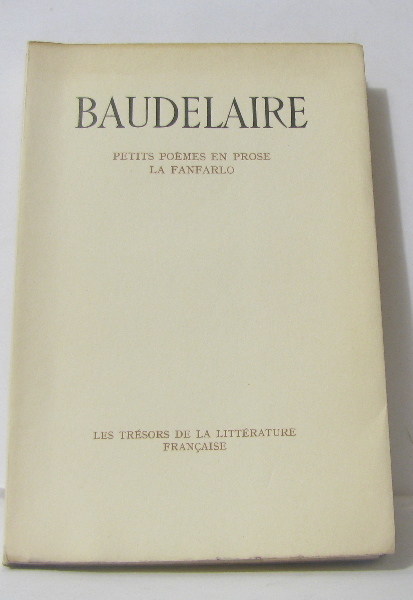 BAUDELAIRE
PETITS POÈMES EN PROSE
LA FANFARLO
LES TRÉSORS DE LA LITTÉRATURE
FRANÇAISE